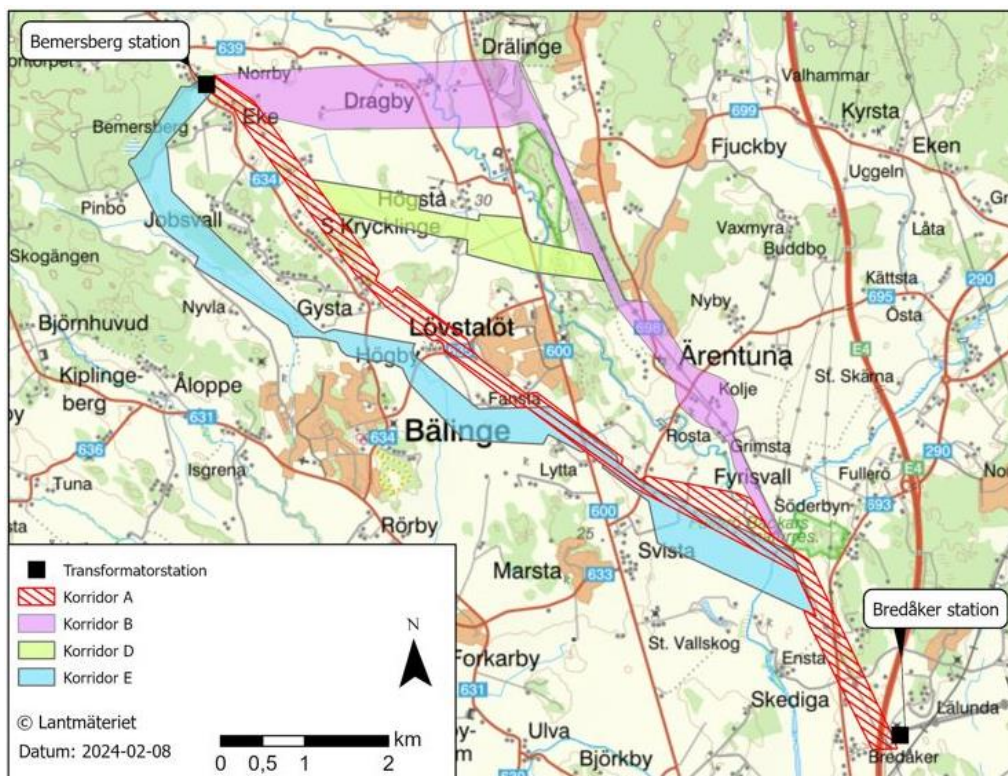 Bemersberg station
639
Norrby
Drälinge
Valhammar
Dragby
699
Kyrsta
Eke
Bemersberg
Fjuckby
Eken
Uggeln
634
Högsta
30
Pinbo
Jobsvall
S Krycklinge
Vaxmyra
Buddbo
Låta
Skogängen
Kättsta
290
Nyvla
Gysta
Nyby
695
Östa
Björnhuvud
Lövstalöt
698
Högby
600
Ärentuna
E4
Kiplinge-
berg
Åloppe
St. Skärna
Kolje
631
Fansta
Bälinge
634
Rosta
Grimsta
636
Isgrena
Lytta
Fullerö
E4
290
Tuna
Fyrisvall
Söderbyn
693
Rörby
600
25
Svista
Marsta
633
Transformatorstation
Korridor A
Korridor B
Korridor D
Korridor E
N
Bredåker station
St. Vallskog
Ensta
Forkarby
631
Skediga
Lålunda
© Lantmäteriet
Datum: 2024-02-08
0 0,5 1 2 km
Ulva
Björkby
Bredåker